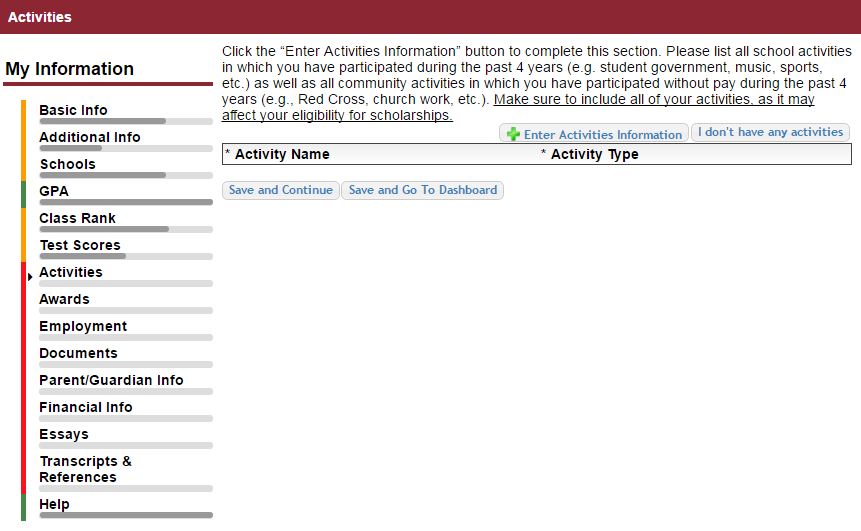 Activities
My Information
Basic Info
Additional Info
Schools
GPA
Class Rank
Test Scores
Activities
Awards
Employment
Documents
Parent/Guardian Info
Financial Info
Essays
Transcripts &
References
Help
Click the “Enter Activities Information” button to complete this section. Please list all school activities
in which you have participated during the past 4 years (e.g. student government, music, sports,
etc.) as well as all community activities in which you have participated without pay during the past 4
years (e.g., Red Cross, church work, etc.). Make sure to include all of your activities, as it may
affect your eligibility for scholarships.
Enter Activities Information I don't have any activities
* Activity Name * Activity Type
Save and Continue Save and Go To Dashboard